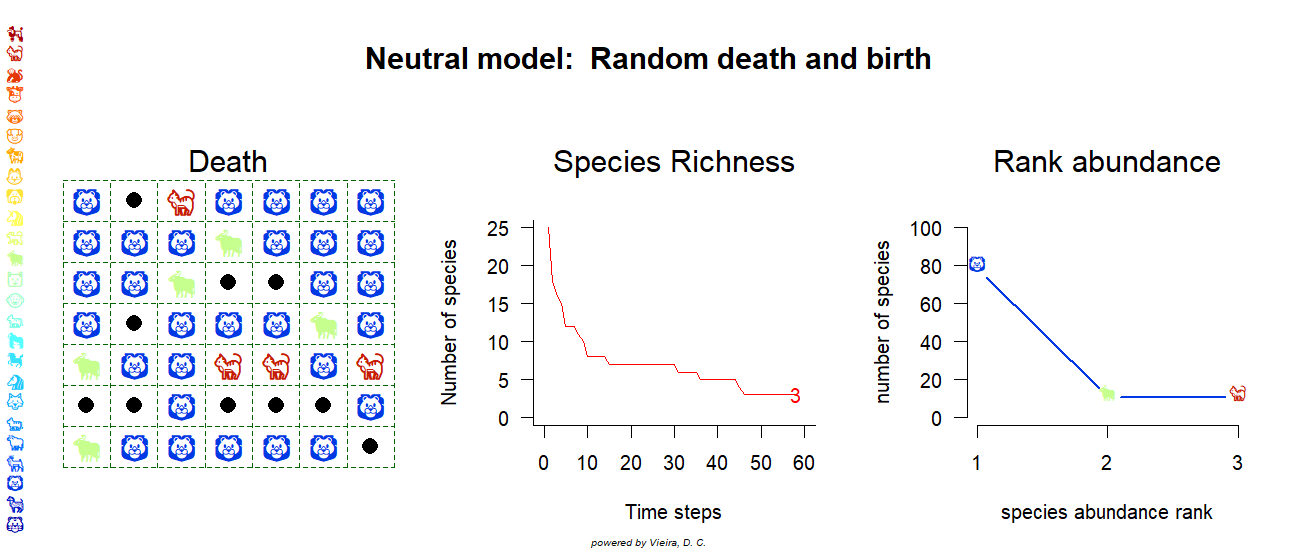 Neutral model:  Random death and birth
Death
Species Richness
Rank abundance
Number of species
25
20
15
10
5
0
3
0 10 20 30 40 50 60
Time steps
number of species
100
80
60
40
20
0
1 2 3
species abundance rank
powered by Vieira, D. C.